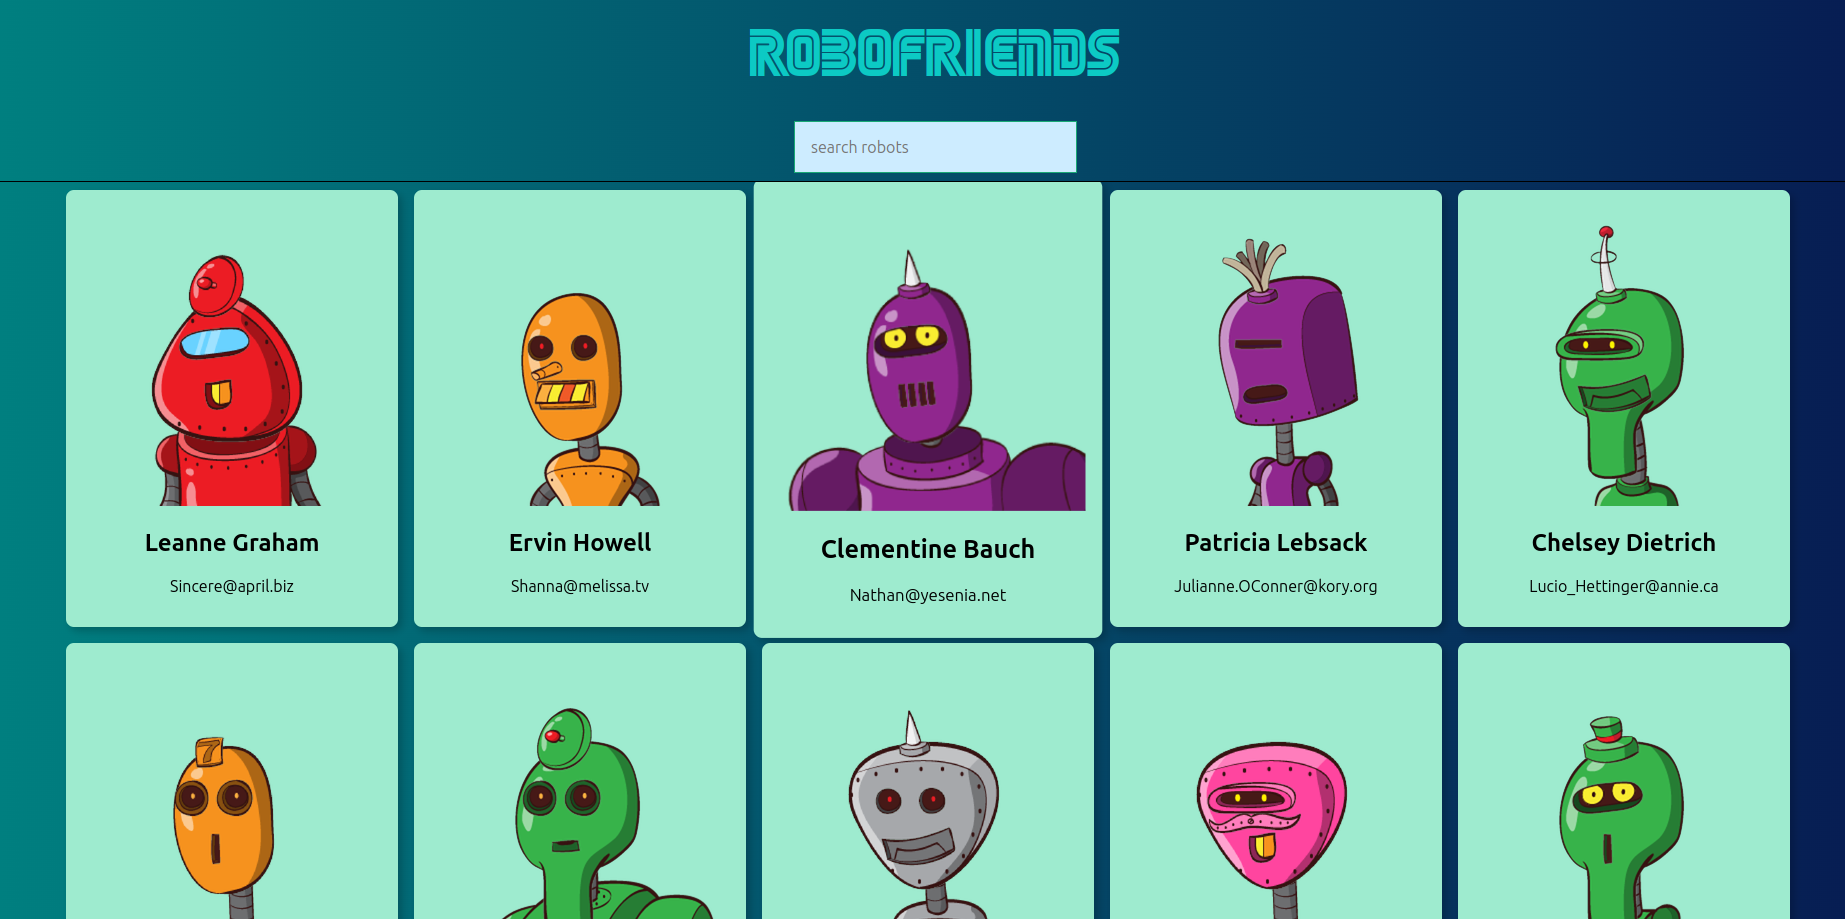 ROBOFRIENDS
search robots
Leanne Graham
Sincere@april.biz
Ervin Howell
Shanna@melissa.tv
Clementine Bauch
Nathan@yesenia.net
Patricia Lebsack
Julianne.OConner@kory.org
Chelsey Dietrich
Lucio_Hettinger@annie.ca
7